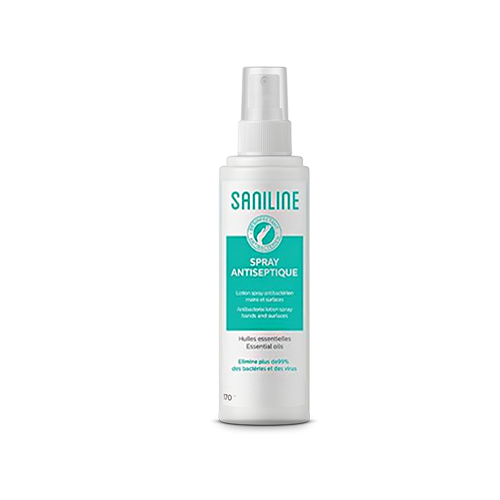 SANILINE
SPRAY
ANTISEPTIQUE
Lotion spray antibactérien
mains et surfaces
Antibacterial lotion spray
hands and surfaces
Huiles essentielles
Essential oils
Elimine plus de99%
des bactéries et des virus
170